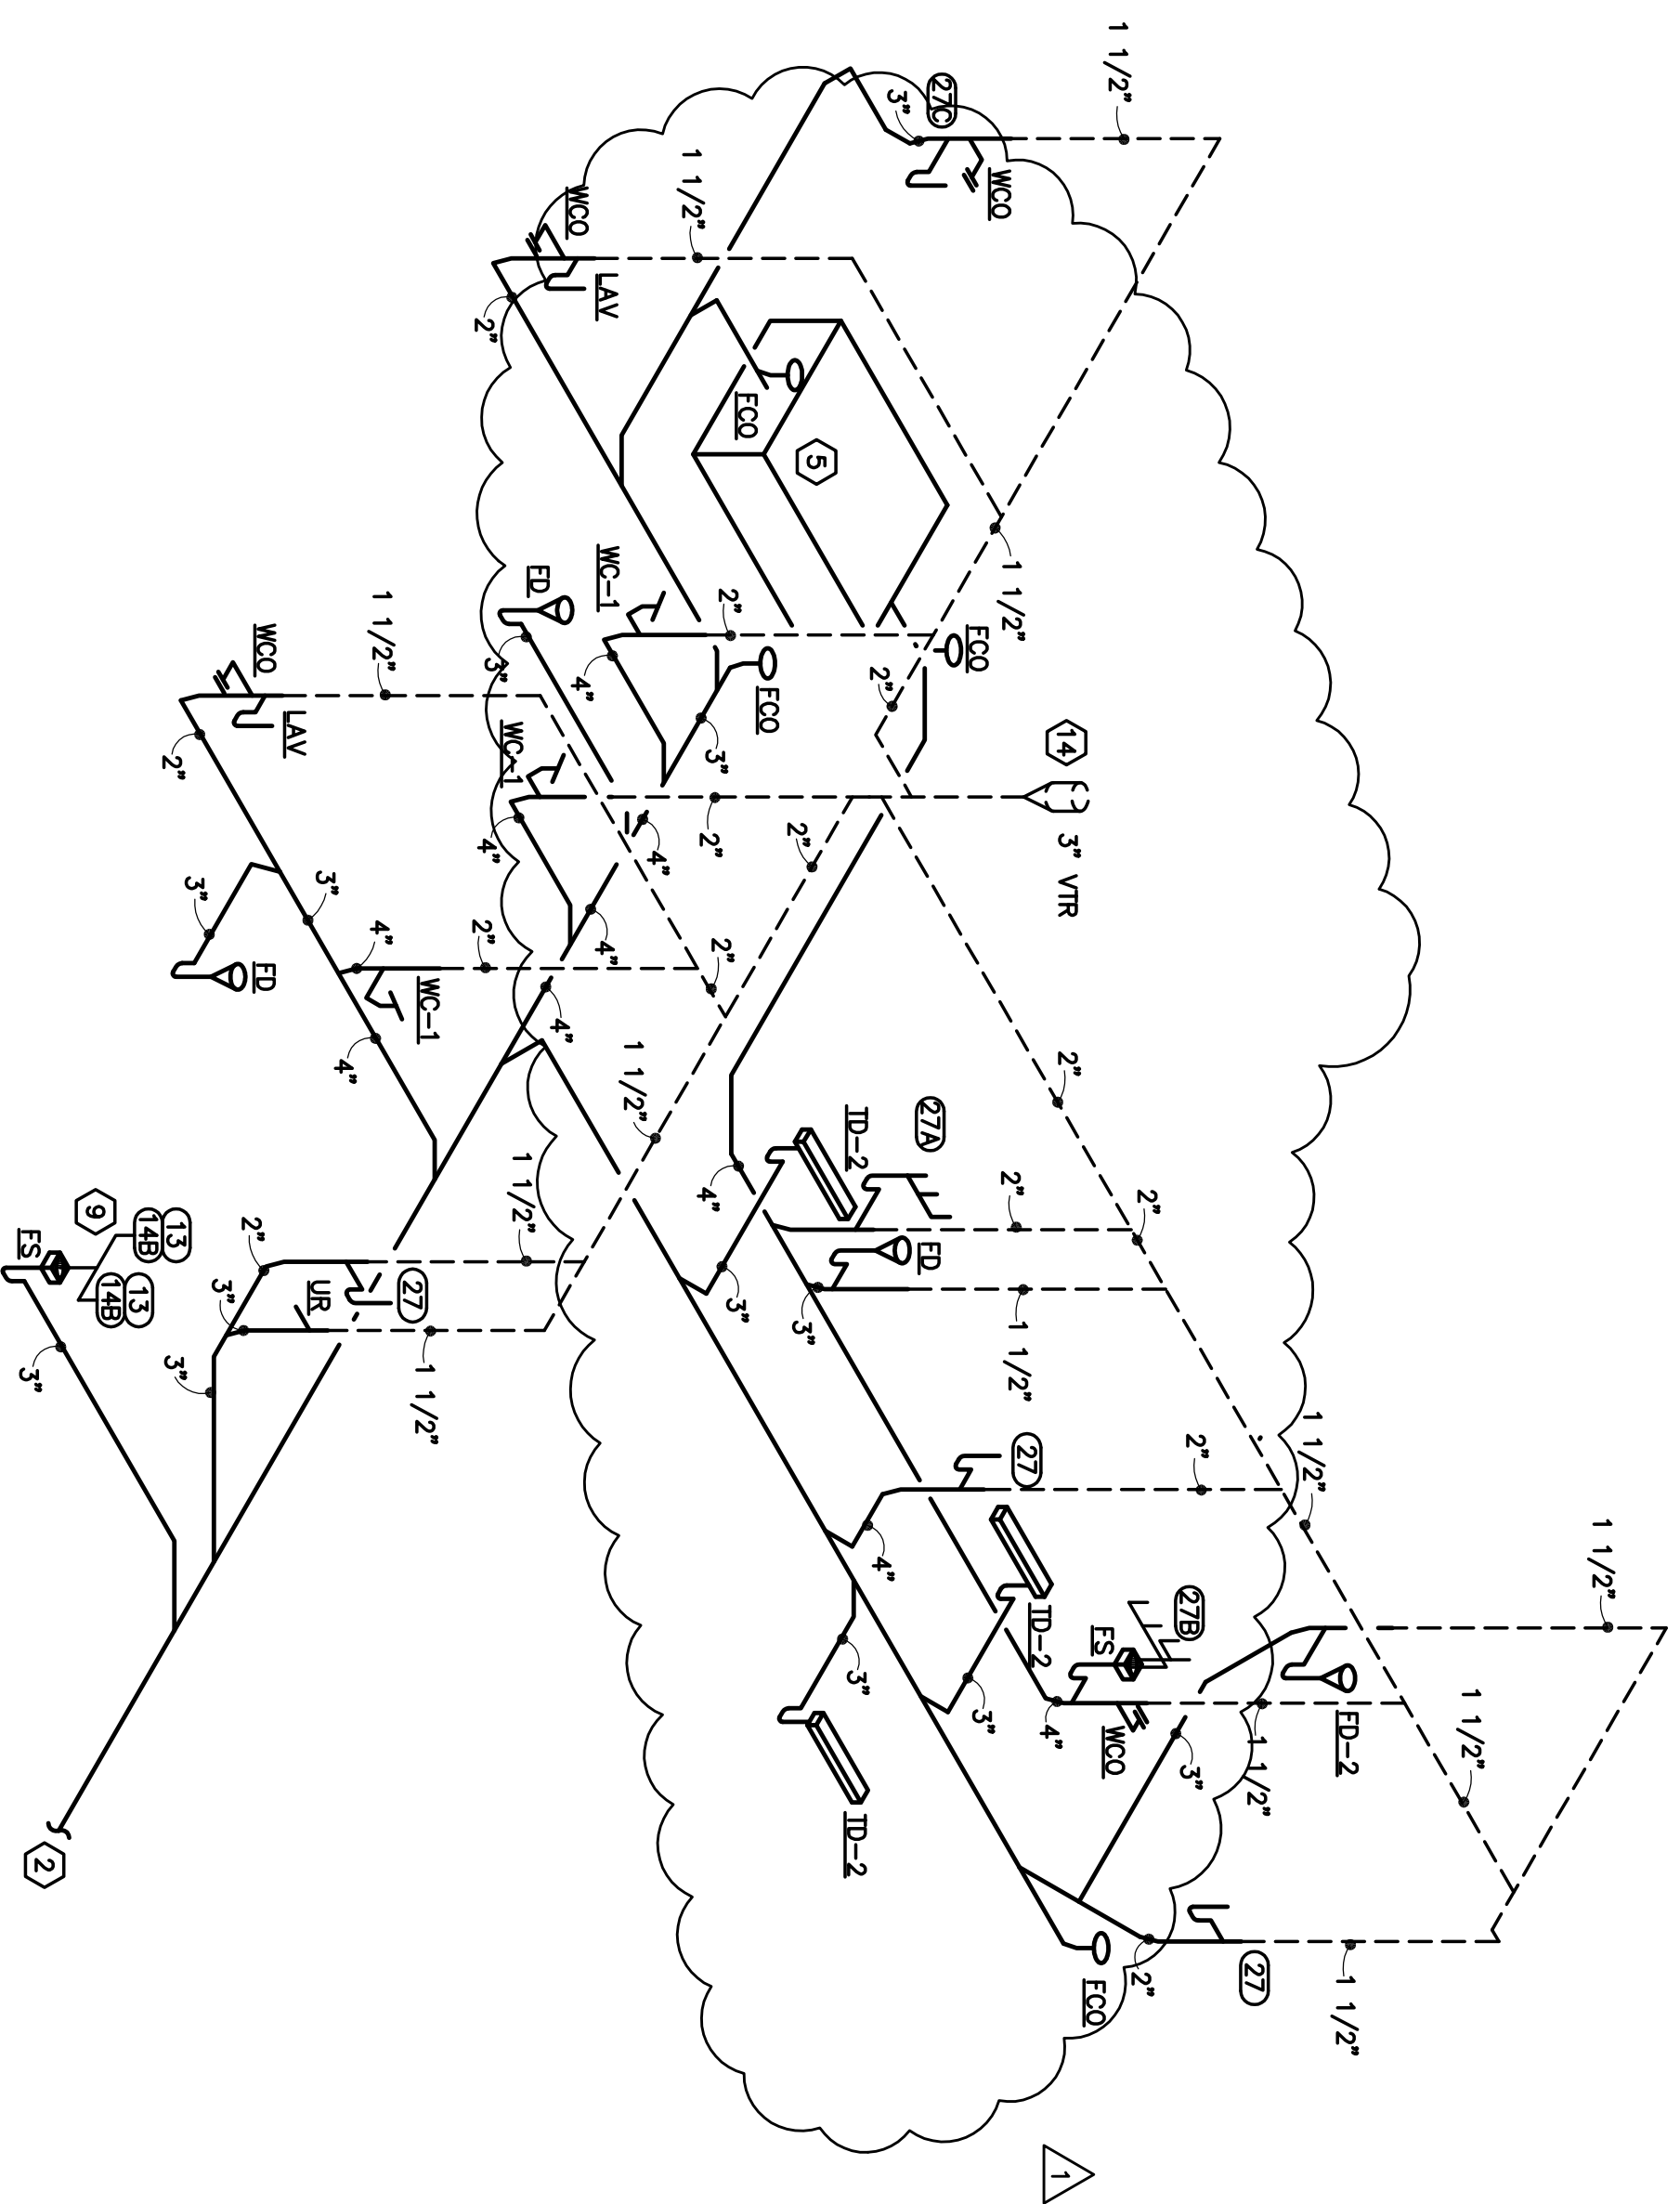 1 1/2"
27C
3"
WCO
1 1/2"
WCO
LAV
2"
FCO
5
1 1/2"
WC-1
FD
3"
2"
4"
FCO
3"
FCO
2"
14
3" VTR
1 1/2"
WCO
LAV
2"
WC-1
4"
4"
2"
2"
4"
4"
2"
3"
3"
FD
4"
2"
WC-1
4"
1 1/2"
2"
27A
TD-2
4"
2"
2"
FD
3"
3"
1 1/2"
1 1/2"
2"
13
14B
13
14B
9
FS
3"
UR
27
3"
3"
1 1/2"
27
2"
1 1/2"
4"
TD-2
27B
FS
1 1/2"
1 1/2"
FD-2
1 1/2"
WCO
4"
3"
3"
3"
TD-2
2
27
1 1/2"
2"
FCO
1